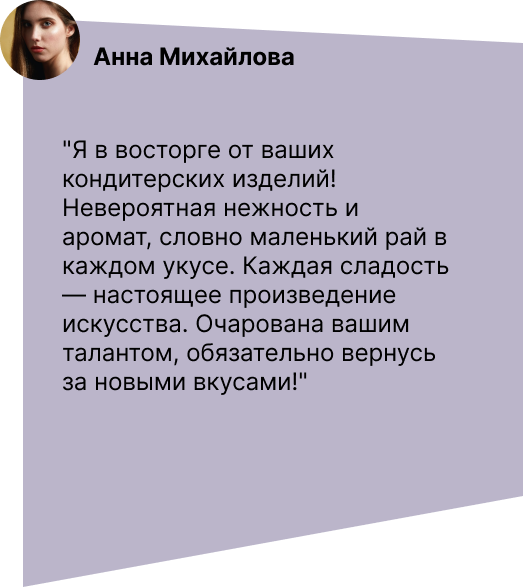 Анна Михайлова
"Я в восторге от ваших
кондитерских изделий!
Невероятная нежность и
аромат, словно маленький рай в
каждом укусе. Каждая сладость
— настоящее произведение
искусства. Очарована вашим
талантом, обязательно вернусь
за новыми вкусами!"